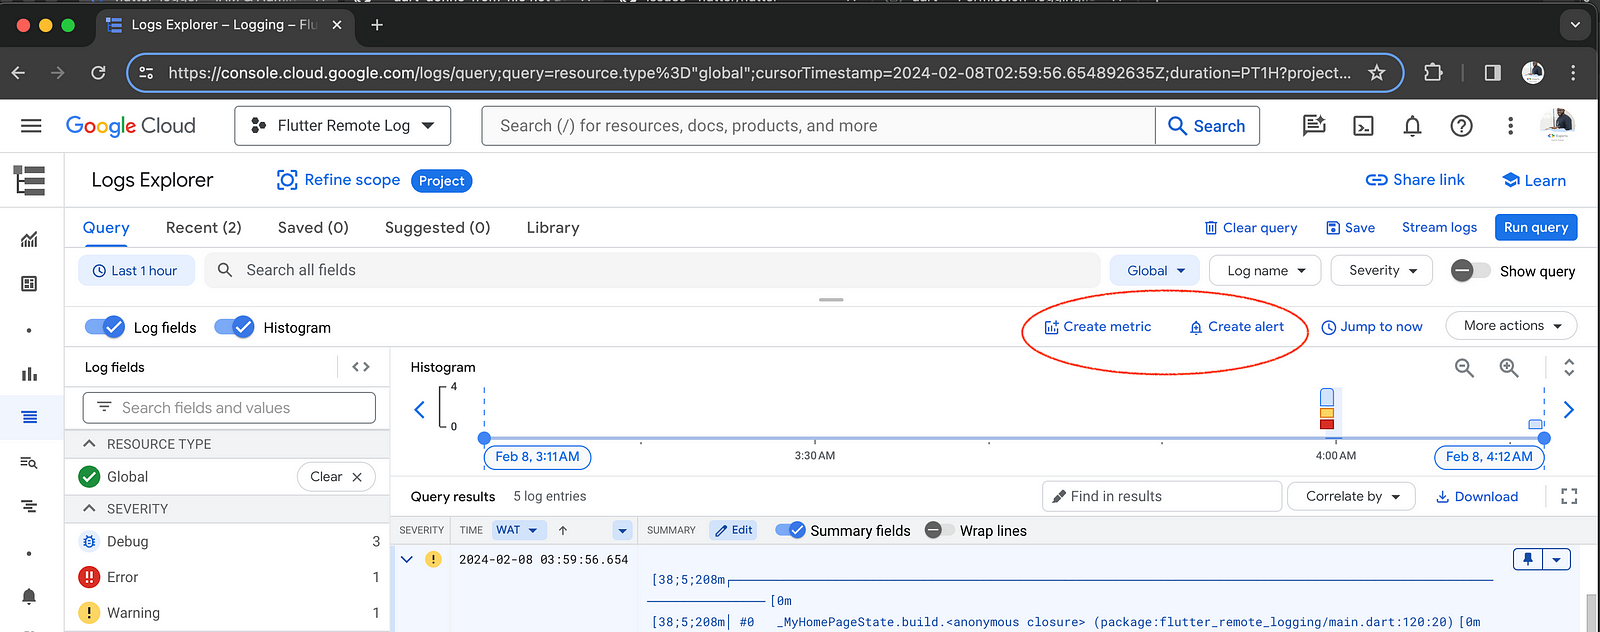 Logs Explorer – Logging – Flu
https://console.cloud.google.com/logs/query;query=resource.type%3D"global";cursorTimestamp=2024-02-08T02:59:56.654892635Z;duration=PT1H?project...
Google Cloud
Flutter Remote Log
Search (/) for resources, docs, products, and more
Search
Logs Explorer
Refine scope
Project
Share link
Learn
Query
Recent (2)
Saved (0)
Suggested (0)
Library
Clear query
Save
Stream logs
Run query
Last 1 hour
Search all fields
Global
Log name
Severity
Show query
Log fields
Histogram
Create metric
Create alert
Jump to now
More actions
Log fields
<>
Search fields and values
RESOURCE TYPE
Global
Clear
SEVERITY
Debug 3
Error 1
Warning 1
Histogram
4
0
Feb 8, 3:11 AM
3:30 AM
4:00 AM
Feb 8, 4:12 AM
Query results
5 log entries
Find in results
Correlate by
Download
SEVERITY
TIME
WAT
SUMMARY
Edit
Summary fields
Wrap lines
2024-02-08 03:59:56.654
[38;5;208m┌──────────
────────── [0m
[38;5;208m│ #0 _MyHomePageState.build.<anonymous closure> (package:flutter_remote_logging/main.dart:120:20) [0m